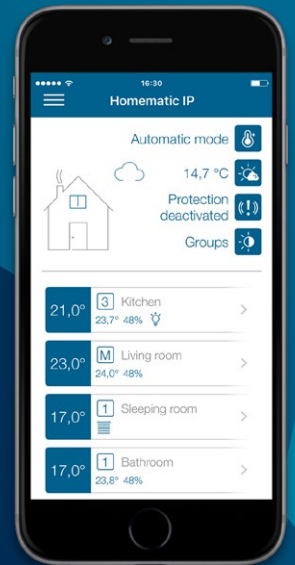 16:30
Homematic IP
Automatic mode
14,7 °C
Protection
deactivated
Groups
21,0° 3 Kitchen
23,7° 48%
23,0° M Living room
24,0° 48%
17,0° 1 Sleeping room
17,0° 1 Bathroom
23,8° 48%